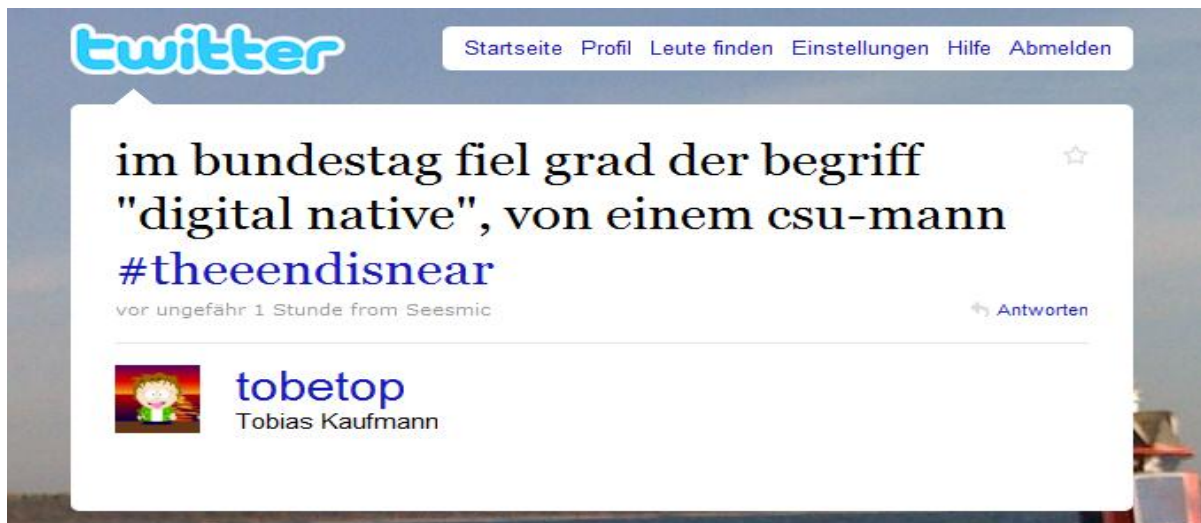 twitter
Startseite Profil Leute finden Einstellungen Hilfe Abmelden
im bundestag fiel grad der begriff
"digital native", von einem csu-mann
#theeendisnear
vor ungefähr 1 Stunde from Seesmic
Antworten
tobetop
Tobias Kaufmann